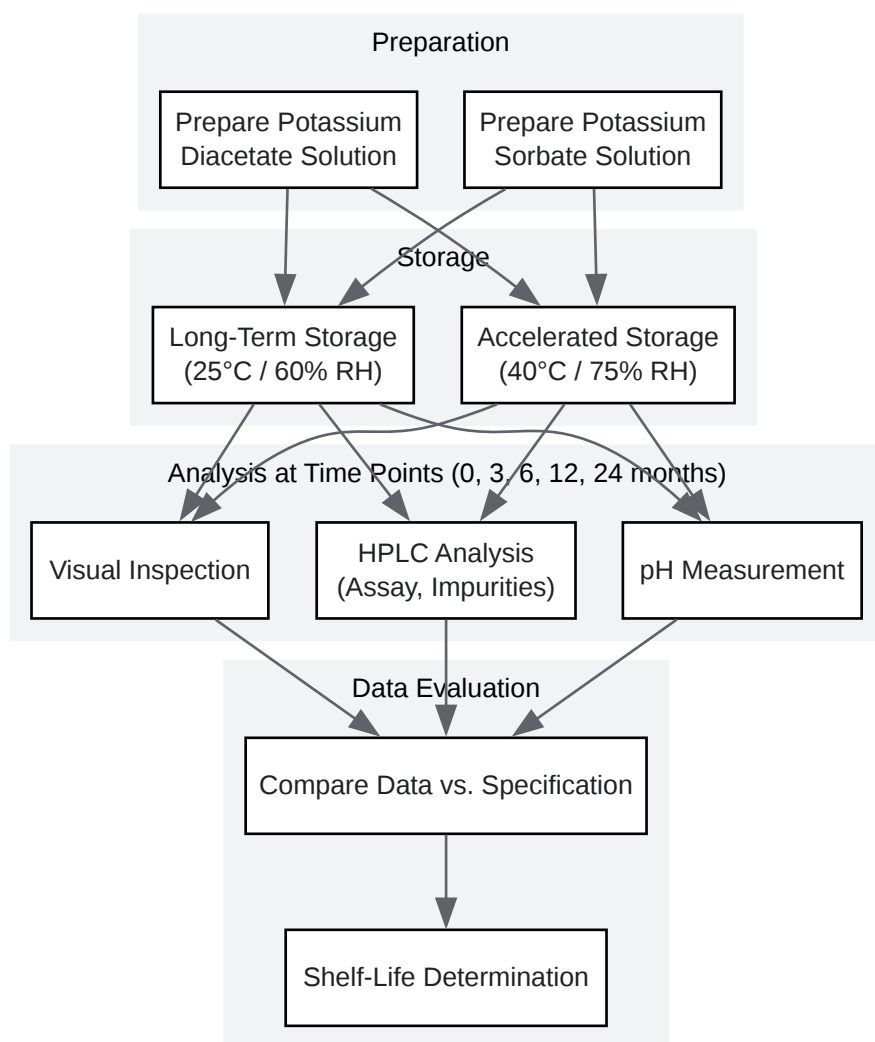 Preparation
Prepare Potassium
Diacetate Solution
Prepare Potassium
Sorbate Solution
Storage
Long-Term Storage
(25°C / 60% RH)
Accelerated Storage
(40°C / 75% RH)
Analysis at Time Points (0, 3, 6, 12, 24 months)
Visual Inspection
HPLC Analysis
(Assay, Impurities)
pH Measurement
Data Evaluation
Compare Data vs. Specification
Shelf-Life Determination